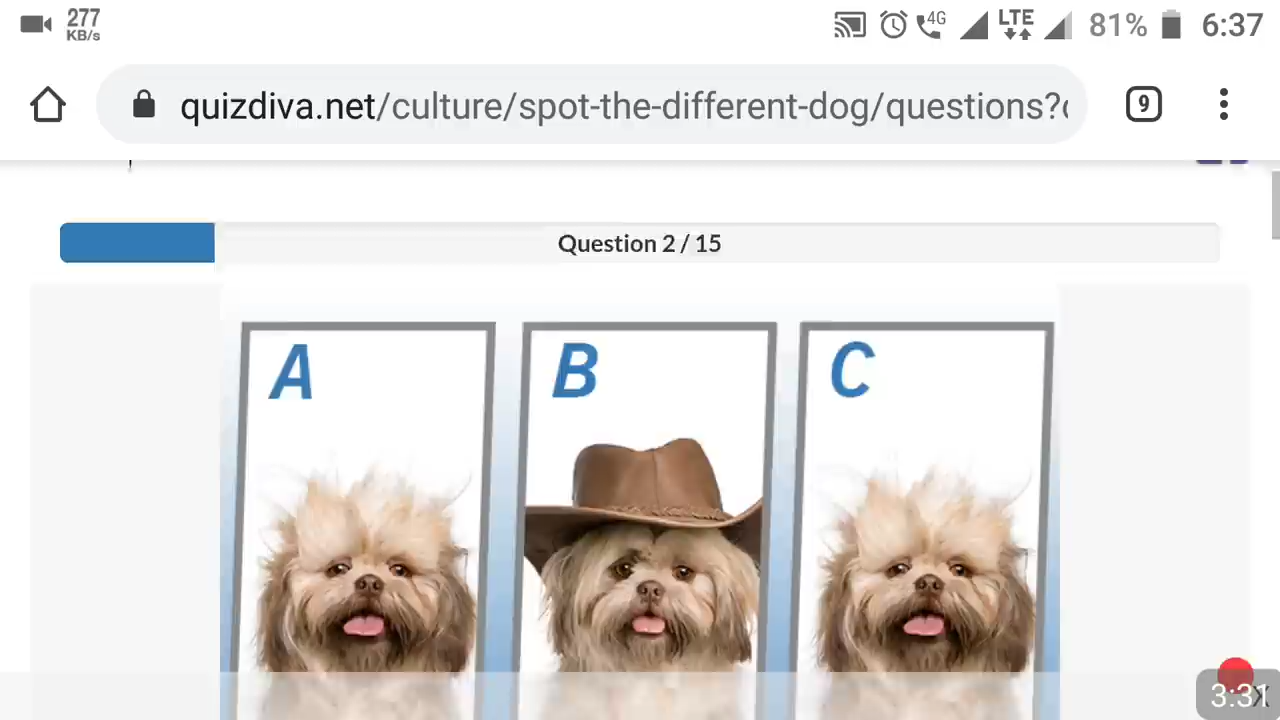 277
KB/s
4G
LTE
81%
6:37
quizdiva.net/culture/spot-the-different-dog/questions?
9
Question 2 / 15
A
B
C
3:31